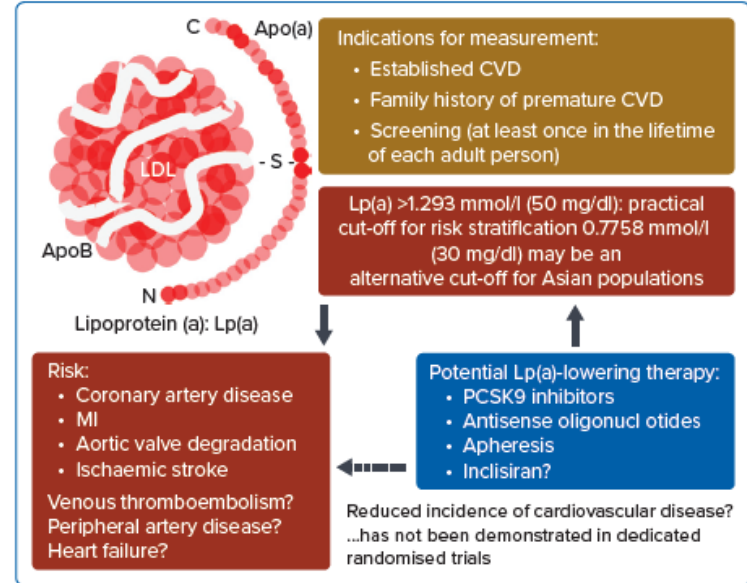 C
Apo(a)
LDL
- S -
ApoB
N
Lipoprotein (a): Lp(a)
Indications for measurement:
• Established CVD
• Family history of premature CVD
• Screening (at least once in the lifetime
of each adult person)
Lp(a) >1.293 mmol/l (50 mg/dl): practical
cut-off for risk stratification 0.7758 mmol/l
(30 mg/dl) may be an
alternative cut-off for Asian populations
Risk:
• Coronary artery disease
• MI
• Aortic valve degradation
• Ischaemic stroke
Venous thromboembolism?
Peripheral artery disease?
Heart failure?
Potential Lp(a)-lowering therapy:
• PCSK9 inhibitors
• Antisense oligonucl otides
• Apheresis
• Inclisiran?
Reduced incidence of cardiovascular disease?
...has not been demonstrated in dedicated
randomised trials